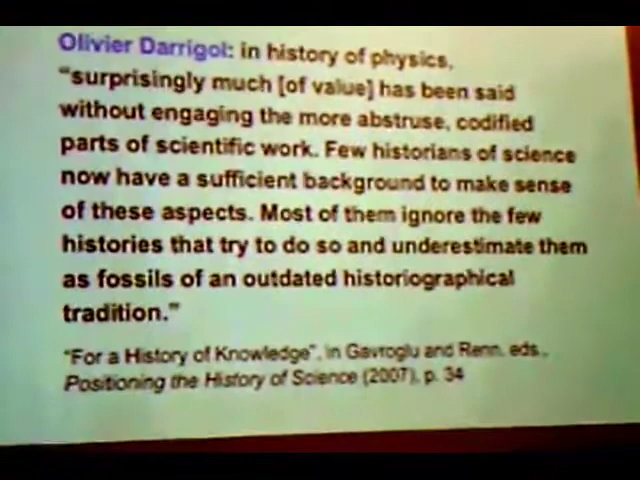 Olivier Darrigol: in history of physics,
"surprisingly much [of value] has been said
without engaging the more abstruse, codified
parts of scientific work. Few historians of science
now have a sufficient background to make sense
of these aspects. Most of them ignore the few
histories that try to do so and underestimate them
as fossils of an outdated historiographical
tradition."
"For a History of Knowledge", in Gavroglu and Renn, eds.,
Positioning the History of Science (2007), p. 34